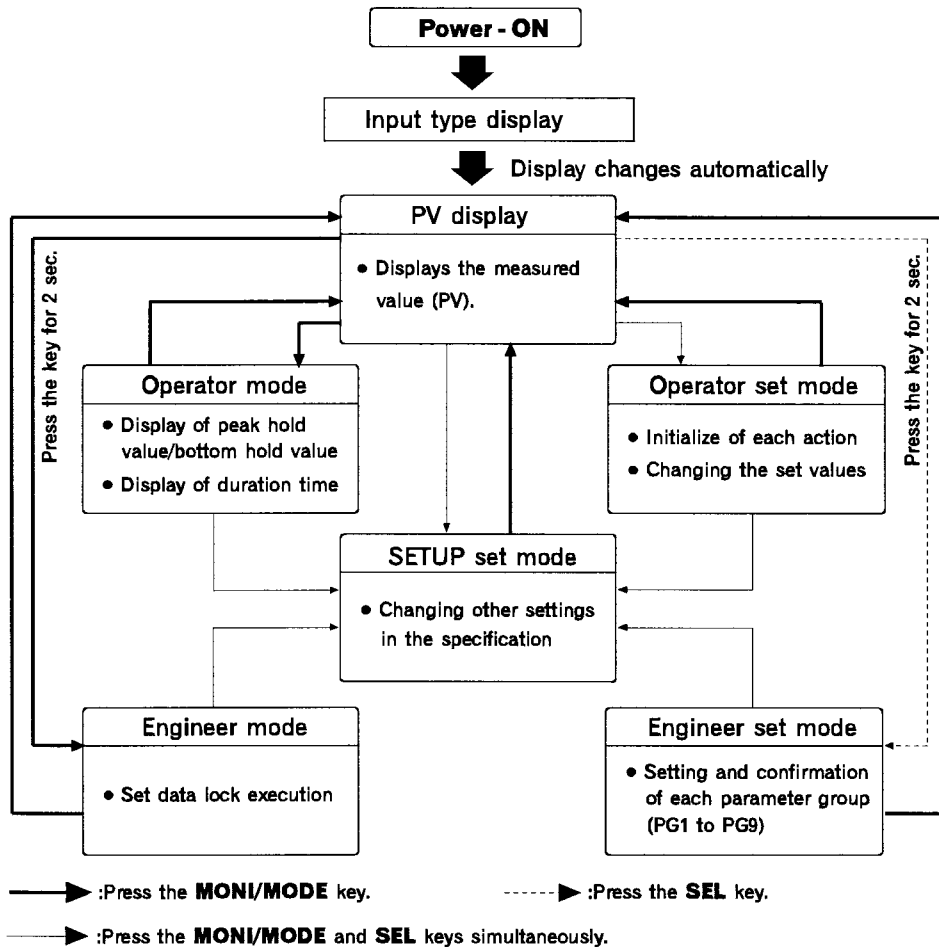 Power - ON
Input type display
Display changes automatically
PV display
● Displays the measured
value (PV).
Press the key for 2 sec.
Press the key for 2 sec.
Operator mode
● Display of peak hold
value/bottom hold value
● Display of duration time
Operator set mode
● Initialize of each action
● Changing the set values
SETUP set mode
● Changing other settings
in the specification
Engineer mode
● Set data lock execution
Engineer set mode
● Setting and confirmation
of each parameter group
(PG1 to PG9)
:Press the MONI/MODE key.
:Press the SEL key.
:Press the MONI/MODE and SEL keys simultaneously.